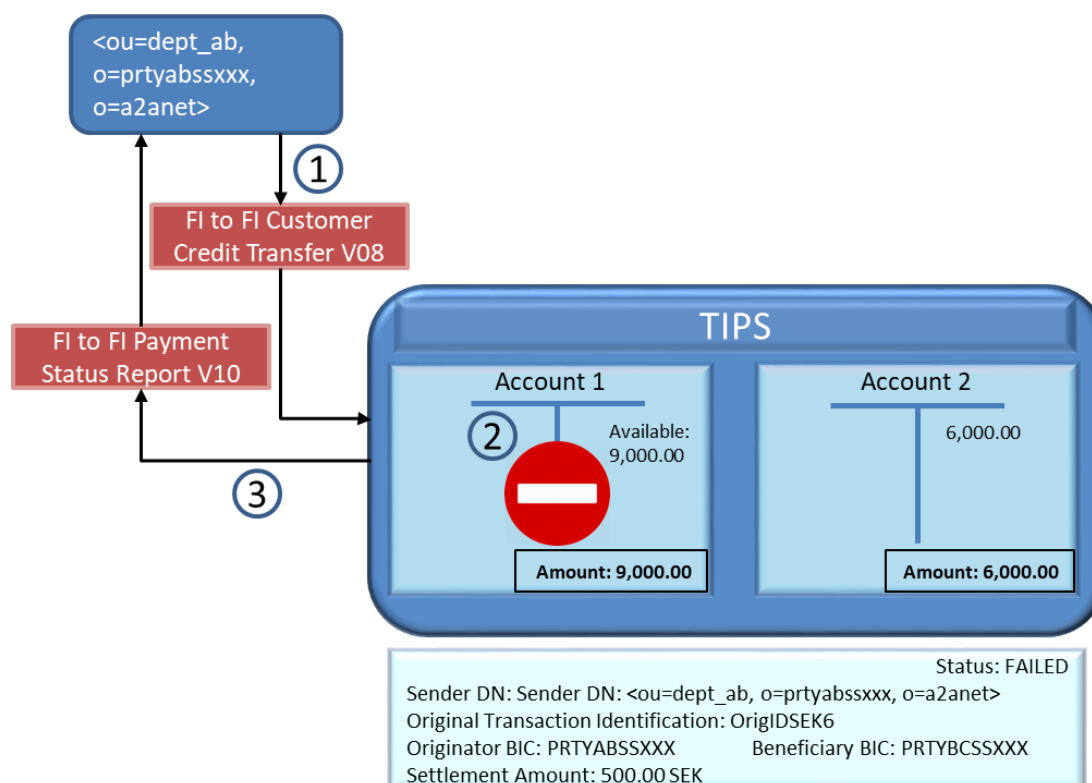 <ou=dept_ab,
o=prtyabssxxx,
o=a2anet>
1
FI to FI Customer
Credit Transfer V08
FI to FI Payment
Status Report V10
TIPS
Account 1
2
Available:
9,000.00
Amount: 9,000.00
Account 2
6,000.00
Amount: 6,000.00
3
Status: FAILED
Sender DN: Sender DN: <ou=dept_ab, o=prtyabssxxx, o=a2anet>
Original Transaction Identification: OrigIDSEK6
Originator BIC: PRTYABSSXXX Beneficiary BIC: PRTYBCSSXXX
Settlement Amount: 500.00 SEK